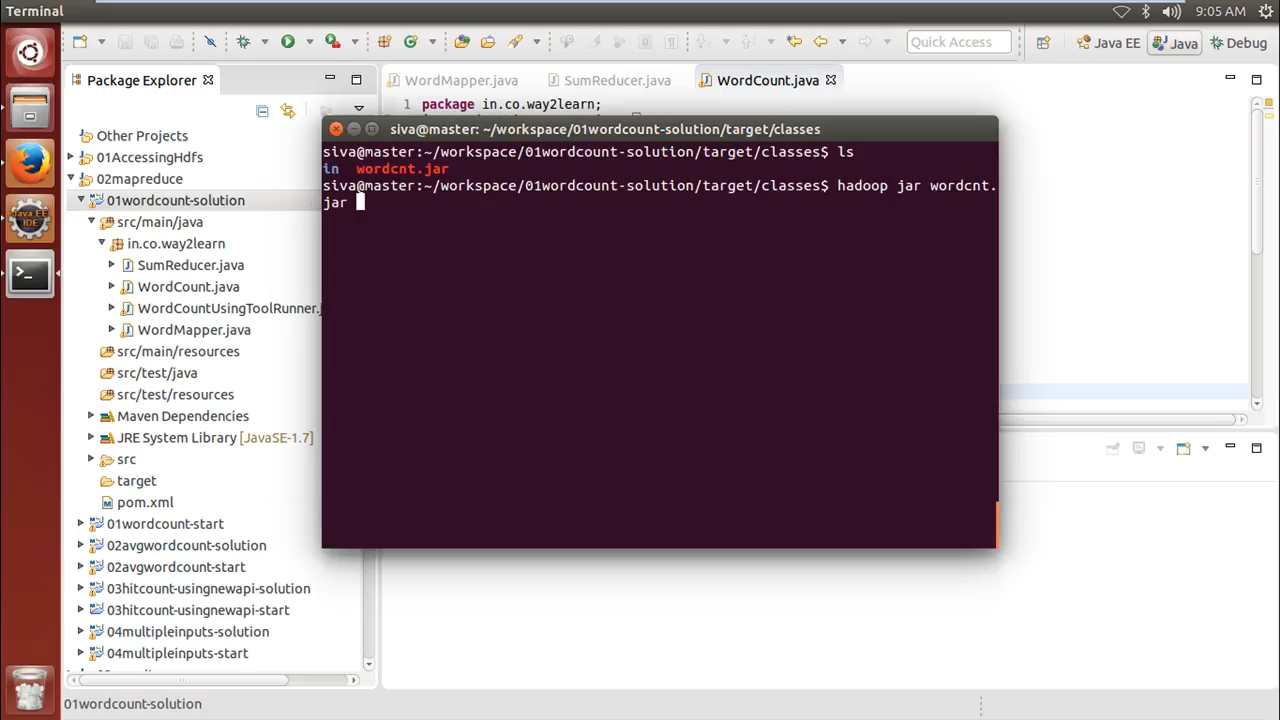 Terminal
9:05 AM
Quick Access
Java EE
Java
Debug
Package Explorer
WordMapper.java
SumReducer.java
WordCount.java
1 package in.co.way2learn;
Other Projects
01AccessingHdfs
02mapreduce
01wordcount-solution
src/main/java
in.co.way2learn
SumReducer.java
WordCount.java
WordCountUsingToolRunner.j
WordMapper.java
src/main/resources
src/test/java
src/test/resources
Maven Dependencies
JRE System Library [JavaSE-1.7]
src
target
pom.xml
01wordcount-start
02avgwordcount-solution
02avgwordcount-start
03hitcount-usingnewapi-solution
03hitcount-usingnewapi-start
04multipleinputs-solution
04multipleinputs-start
siva@master: ~/workspace/01wordcount-solution/target/classes
siva@master:~/workspace/01wordcount-solution/target/classes$ ls
in wordcnt.jar
siva@master:~/workspace/01wordcount-solution/target/classes$ hadoop jar wordcnt.
jar
Java EE
IDE
01wordcount-solution